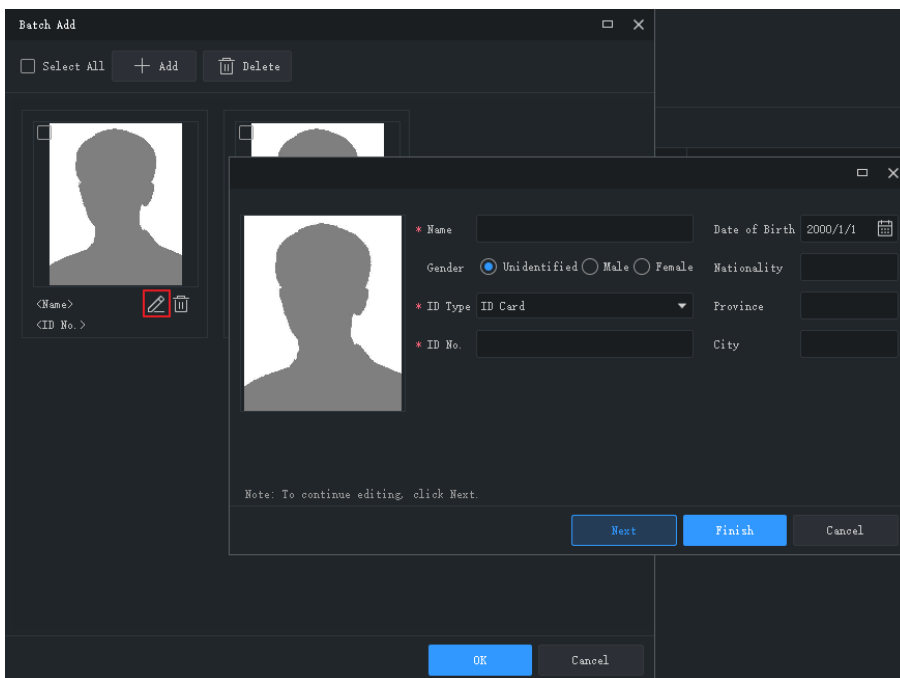 Batch Add
Select All Add Delete
<Name>
<ID No.>
* Name Date of Birth 2000/1/1
Gender Unidentified Male Female Nationality
* ID Type ID Card Province
* ID No. City
Note: To continue editing, click Next.
Next Finish Cancel
OK Cancel